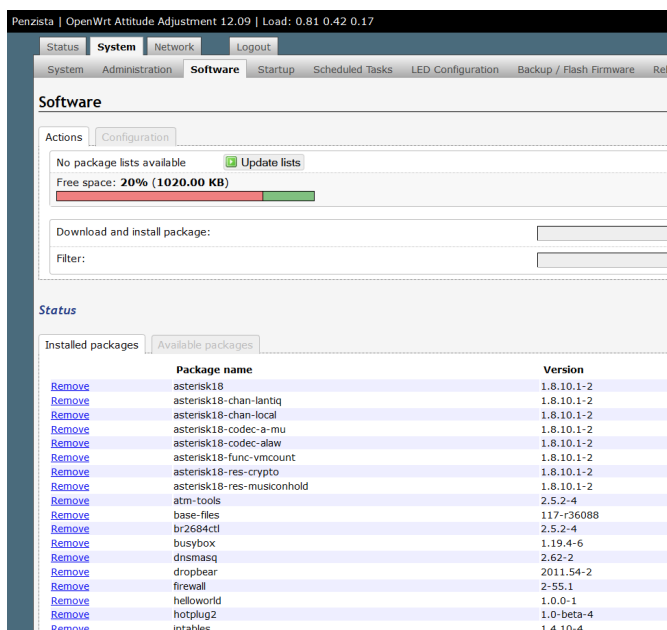 Penzista | OpenWrt Attitude Adjustment 12.09 | Load: 0.81 0.42 0.17
Status System Network Logout
System Administration Software Startup Scheduled Tasks LED Configuration Backup / Flash Firmware
Software
Actions Configuration
No package lists available Update lists
Free space: 20% (1020.00 KB)
Download and install package:
Filter:
Status
Installed packages Available packages
Package name Version
Remove asterisk18 1.8.10.1-2
Remove asterisk18-chan-lantiq 1.8.10.1-2
Remove asterisk18-chan-local 1.8.10.1-2
Remove asterisk18-codec-a-mu 1.8.10.1-2
Remove asterisk18-codec-alaw 1.8.10.1-2
Remove asterisk18-func-vmcount 1.8.10.1-2
Remove asterisk18-res-crypto 1.8.10.1-2
Remove asterisk18-res-musiconhold 1.8.10.1-2
Remove atm-tools 2.5.2-4
Remove base-files 117-r36088
Remove br2684ctl 2.5.2-4
Remove busybox 1.19.4-6
Remove dnsmasq 2.62-2
Remove dropbear 2011.54-2
Remove firewall 2-55.1
Remove helloworld 1.0.0-1
Remove hotplug2 1.0-beta-4
Remove iptables 1.4.10-4